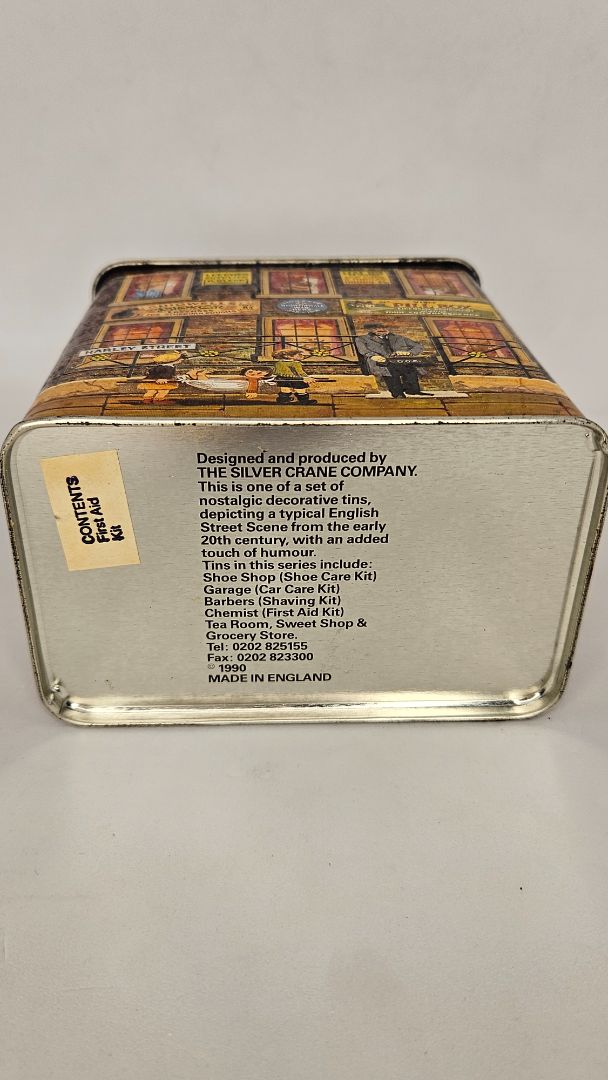 HARLEY STREET
CONTENTS
First Aid
Kit
Designed and produced by
THE SILVER CRANE COMPANY.
This is one of a set of
nostalgic decorative tins,
depicting a typical English
Street Scene from the early
20th century, with an added
touch of humour.
Tins in this series include:
Shoe Shop (Shoe Care Kit)
Garage (Car Care Kit)
Barbers (Shaving Kit)
Chemist (First Aid Kit)
Tea Room, Sweet Shop &
Grocery Store.
Tel: 0202 825155
Fax: 0202 823300
© 1990
MADE IN ENGLAND